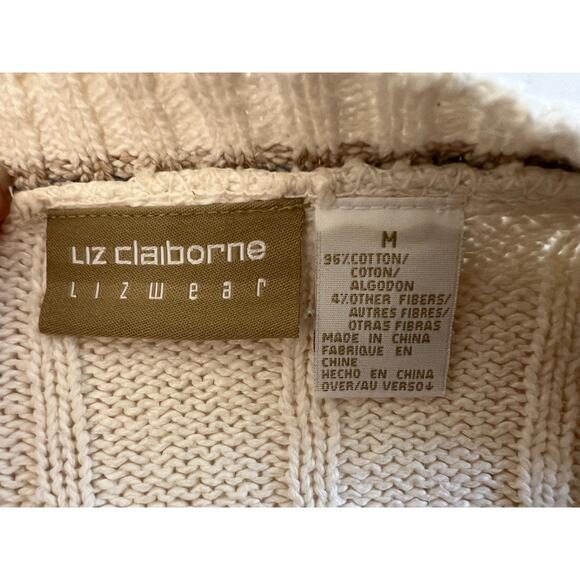 Liz claiborne
Lizwear
M
96% COTTON/
COTON/
ALGODON
4% OTHER FIBERS/
AUTRES FIBRES/
OTRAS FIBRAS
MADE IN CHINA
FABRIQUE EN
CHINE
HECHO EN CHINA
OVER/AU VERSO↓